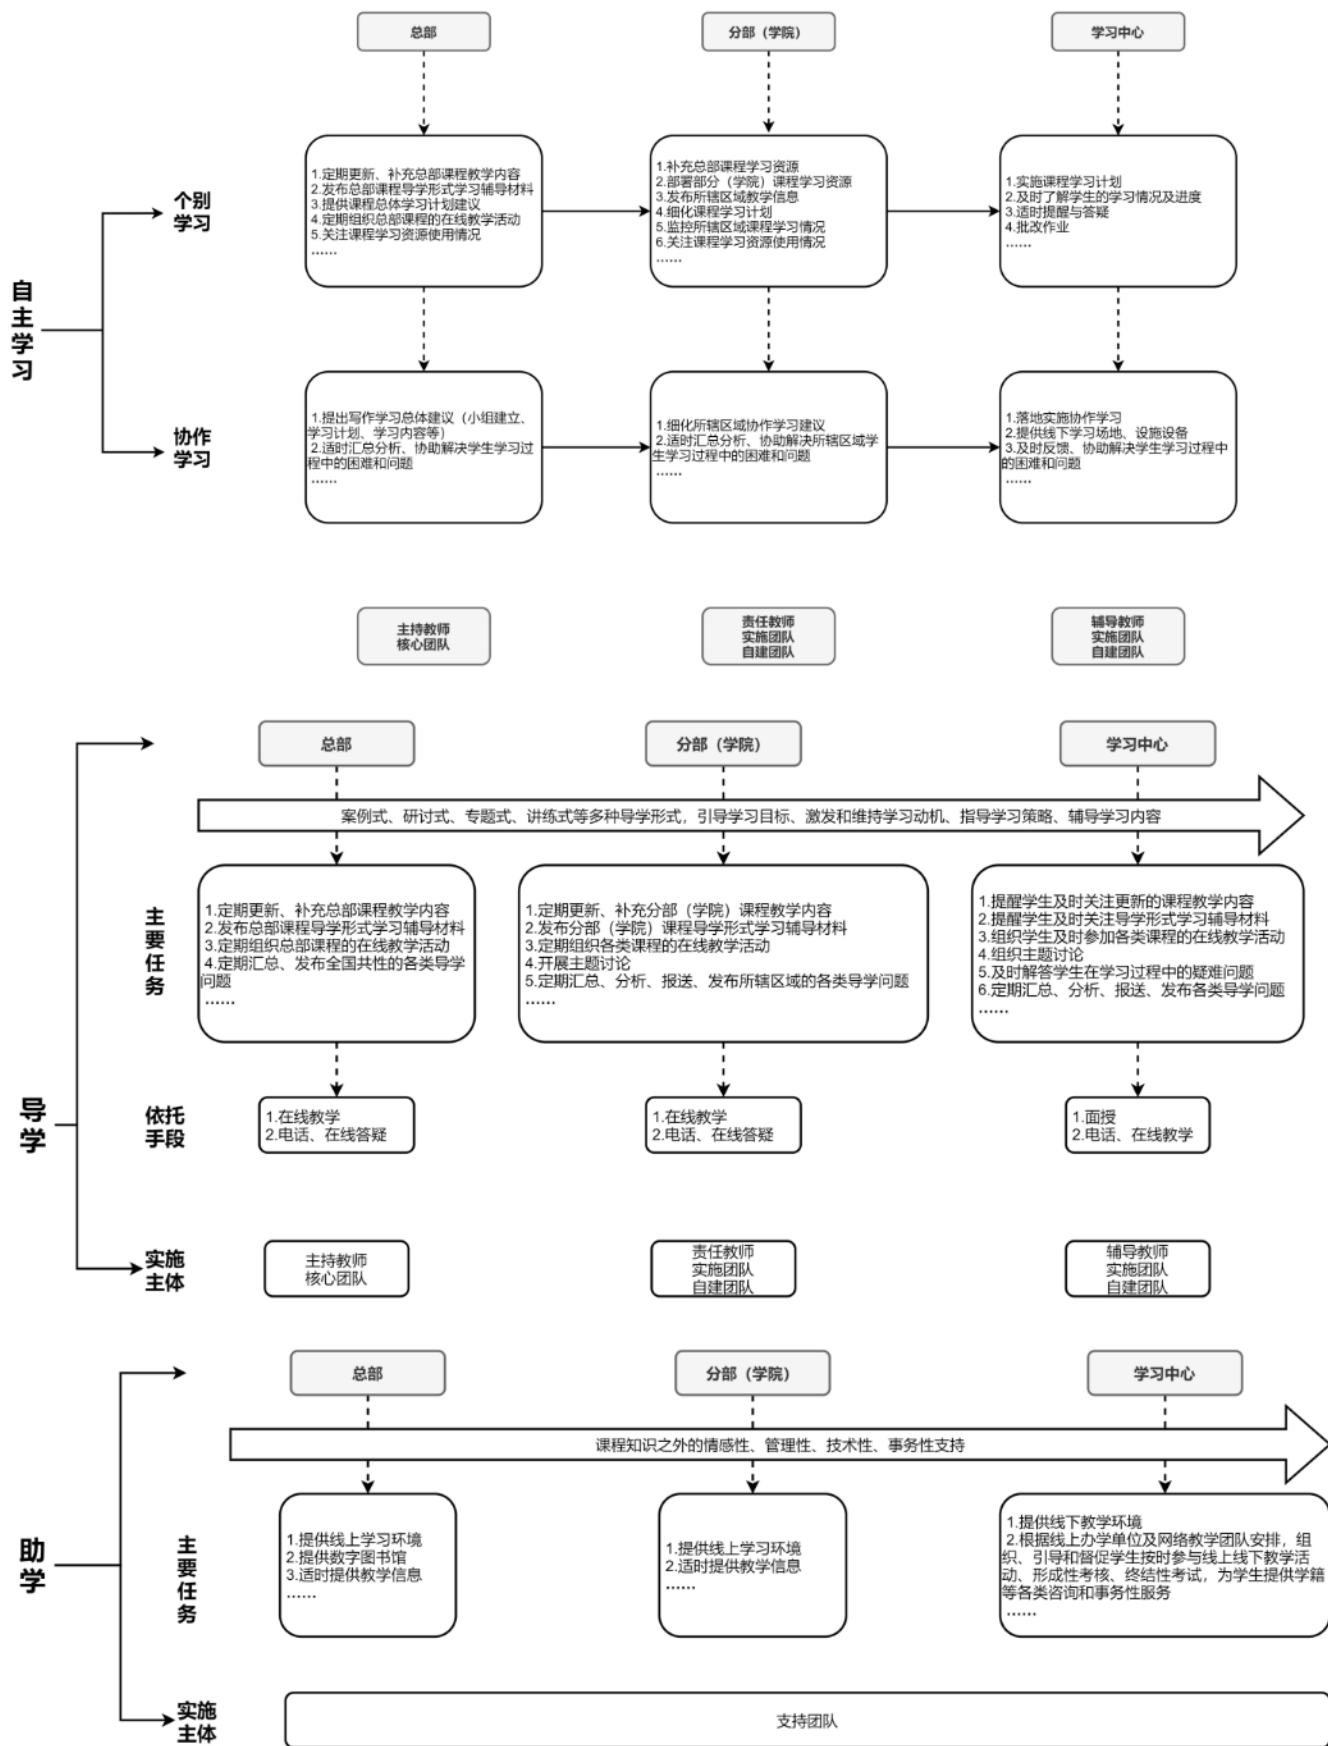 总部
分部（学院）
学习中心
自主学习
个别
学习
1.定期更新、补充总部课程教学内容
2.发布总部课程导学形式学习辅导材料
3.提供课程总体学习计划建议
4.定期组织总部课程的在线教学活动
5.关注课程学习资源使用情况
······
1.补充总部课程学习资源
2.部署部分（学院）课程学习资源
3.发布所辖区域教学信息
4.细化课程学习计划
5.监控所辖区域课程学习情况
6.关注课程学习资源使用情况
······
1.实施课程学习计划
2.及时了解学生的学习情况及进度
3.适时提醒与答疑
4.批改作业
······
协作
学习
1.提出写作学习总体建议（小组建立、
学习计划、学习内容等）
2.适时汇总分析、协助解决学生学习过
程中的困难和问题
······
1.细化所辖区域协作学习建议
2.适时汇总分析、协助解决所辖区域学
生学习过程中的困难和问题
······
1.落地实施协作学习
2.提供线下学习场地、设施设备
3.及时反馈、协助解决学生学习过程中
的困难和问题
······
主持教师
核心团队
责任教师
实施团队
自建团队
辅导教师
实施团队
自建团队
导学
总部
分部（学院）
学习中心
案例式、研讨式、专题式、讲练式等多种导学形式，引导学习目标、激发和维持学习动机、指导学习策略、辅导学习内容
主要任务
1.定期更新、补充总部课程教学内容
2.发布总部课程导学形式学习辅导材料
3.定期组织总部课程的在线教学活动
4.定期汇总、发布全国共性的各类导学
问题
······
1.定期更新、补充分部（学院）课程教学内容
2.发布分部（学院）课程导学形式学习辅导材料
3.定期组织各类课程的在线教学活动
4.开展主题讨论
5.定期汇总、分析、报送、发布所辖区域的各类导学问题
······
1.提醒学生及时关注更新的课程教学内容
2.提醒学生及时关注导学形式学习辅导材料
3.组织学生及时参加各类课程的在线教学活动
4.组织主题讨论
5.及时解答学生在学习过程中的疑难问题
6.定期汇总、分析、报送、发布各类导学问题
······
依托
手段
1.在线教学
2.电话、在线答疑
1.在线教学
2.电话、在线答疑
1.面授
2.电话、在线教学
实施
主体
主持教师
核心团队
责任教师
实施团队
自建团队
辅导教师
实施团队
自建团队
助学
总部
分部（学院）
学习中心
课程知识之外的情感性、管理性、技术性、事务性支持
主要任务
1.提供线上学习环境
2.提供数字图书馆
3.适时提供教学信息
······
1.提供线上学习环境
2.适时提供教学信息
······
1.提供线下教学环境
2.根据线上办学单位及网络教学团队安排，组
织、引导和督促学生按时参与线上线下教学活
动、形成性考核、终结性考试，为学生提供学籍
等各类咨询和事务性服务
······
实施
主体
支持团队